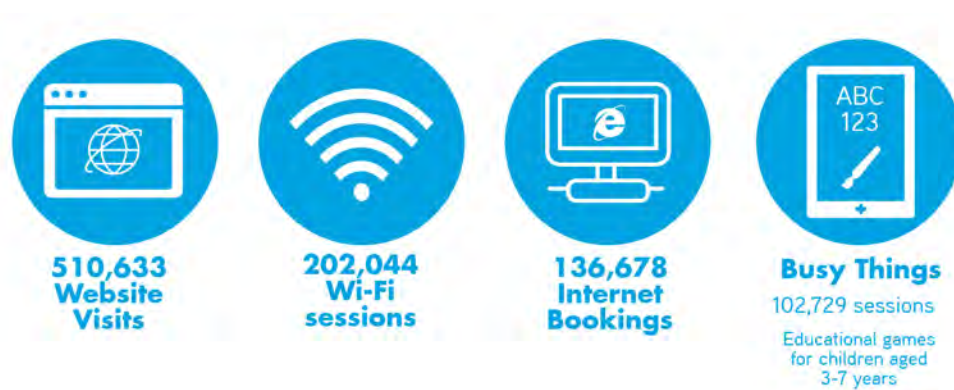 510,633
Website
Visits
202,044
Wi-Fi
sessions
136,678
Internet
Bookings
ABC
123
Busy Things
102,729 sessions
Educational games
for children aged
3-7 years